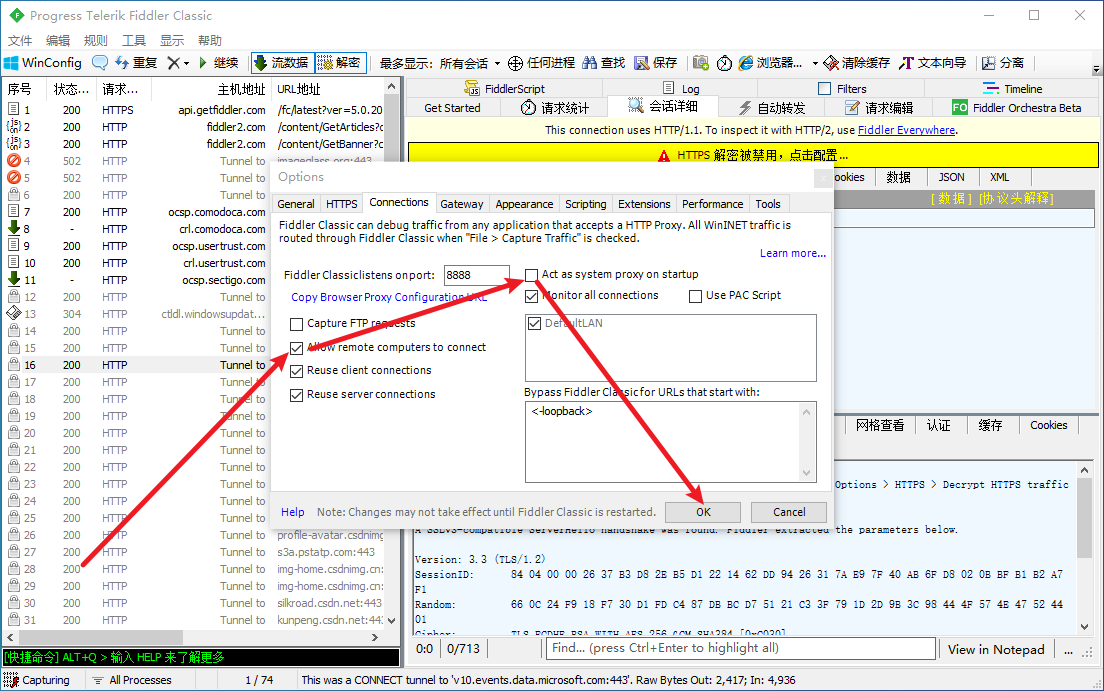 Progress Telerik Fiddler Classic
文件 编辑 规则 工具 显示 帮助
WinConfig 重复 继续 流数据 解密 最多显示: 所有会话 任何进程 查找 保存 浏览器... 清除缓存 文本向导 分离
序号 状态... 请求... 主机地址 URL地址
1 200 HTTPS api.getfiddler.com /fc/latest?ver=5.0.20
2 200 HTTP fiddler2.com /content/GetArticles?c
3 200 HTTP fiddler2.com /content/GetBanner?c
4 502 HTTP Tunnel to imageclass.org:443
5 502 HTTP Tunnel to
6 200 HTTP Tunnel to
7 200 HTTP ocsp.comodoca.com
8 - HTTP crl.comodoca.com
9 200 HTTP ocsp.usertrust.com
10 200 HTTP crl.usertrust.com
11 - HTTP ocsp.sectigo.com
12 200 HTTP Tunnel to
13 304 HTTP ctldl.windowsupdat...
14 200 HTTP Tunnel to
15 200 HTTP Tunnel to
16 200 HTTP Tunnel to
17 200 HTTP Tunnel to
18 200 HTTP Tunnel to
19 200 HTTP Tunnel to
20 200 HTTP Tunnel to
21 200 HTTP Tunnel to
22 200 HTTP Tunnel to
23 200 HTTP Tunnel to
24 200 HTTP Tunnel to
25 200 HTTP Tunnel to
26 200 HTTP Tunnel to profile-avatar.csdnimg
27 200 HTTP Tunnel to s3a.pstatp.com:443
28 200 HTTP Tunnel to img-home.csdnimg.cn:
29 200 HTTP Tunnel to img-home.csdnimg.cn:
30 200 HTTP Tunnel to silkroad.csdn.net:443
31 200 HTTP Tunnel to kunpeng.csdn.net:443
[快捷命令] ALT+Q > 输入 HELP 来了解更多
FiddlerScript Log Filters Timeline
Get Started 请求统计 会话详细 自动转发 请求编辑 FO Fiddler Orchestra Beta
This connection uses HTTP/1.1. To inspect it with HTTP/2, use Fiddler Everywhere.
HTTPS 解密被禁用，点击配置...
ookies 数据 JSON XML
[数据] [协议头解释]
Options
General HTTPS Connections Gateway Appearance Scripting Extensions Performance Tools
Fiddler Classic can debug traffic from any application that accepts a HTTP Proxy. All WinINET traffic is
routed through Fiddler Classic when "File > Capture Traffic" is checked.
Learn more...
Fiddler Classic listens on port: 8888
Act as system proxy on startup
Copy Browser Proxy Configuration URL
Monitor all connections
Use PAC Script
Capture FTP requests
DefaultLAN
Allow remote computers to connect
Reuse client connections
Reuse server connections
Bypass Fiddler Classic for URLs that start with:
<-loopback>
Help Note: Changes may not take effect until Fiddler Classic is restarted. OK Cancel
网格查看 认证 缓存 Cookies
Options > HTTPS > Decrypt HTTPS traffic
A SSLv3-compatible ServerHello handshake was found. Fiddler extracted the parameters below.
Version: 3.3 (TLS/1.2)
SessionID: 84 04 00 00 26 37 B3 D8 2E B5 D1 22 14 62 DD 94 26 31 7A E9 7F 40 AB 6F D8 02 0B BF B1 B2 A7
F1
Random: 66 0C 24 F9 18 F7 30 D1 FD C4 87 DB BC D7 51 21 C3 3F 79 1D 2D 9B 3C 98 44 4F 57 4E 47 52 44
01
Cipher: TLS_ECDHE_RSA_WITH_AES_256_GCM_SHA384 [0xC030]
0:0 0/713 Find... (press Ctrl+Enter to highlight all) View in Notepad ...
Capturing All Processes 1 / 74 This was a CONNECT tunnel to 'v10.events.data.microsoft.com:443'. Raw Bytes Out: 2,417; In: 4,936